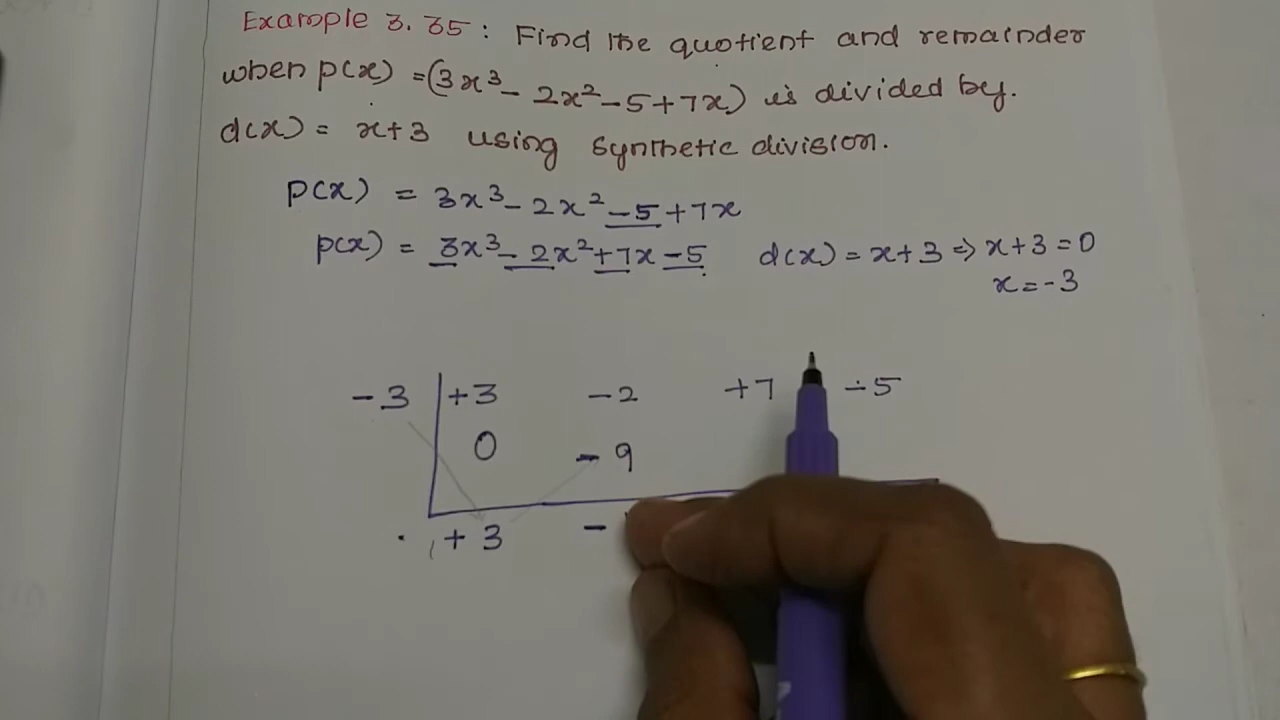 Example 3.35: Find the quotient and remainder
when p(x) = (3x³ - 2x² - 5 + 7x) is divided by.
d(x) = x+3 using synthetic division.
p(x) = 3x³ - 2x² - 5 + 7x
p(x) = 3x³ - 2x² + 7x - 5 d(x) = x+3 ⇒ x+3 = 0
x = -3
-3 +3 -2 +7 -5
0 -9
+3 -